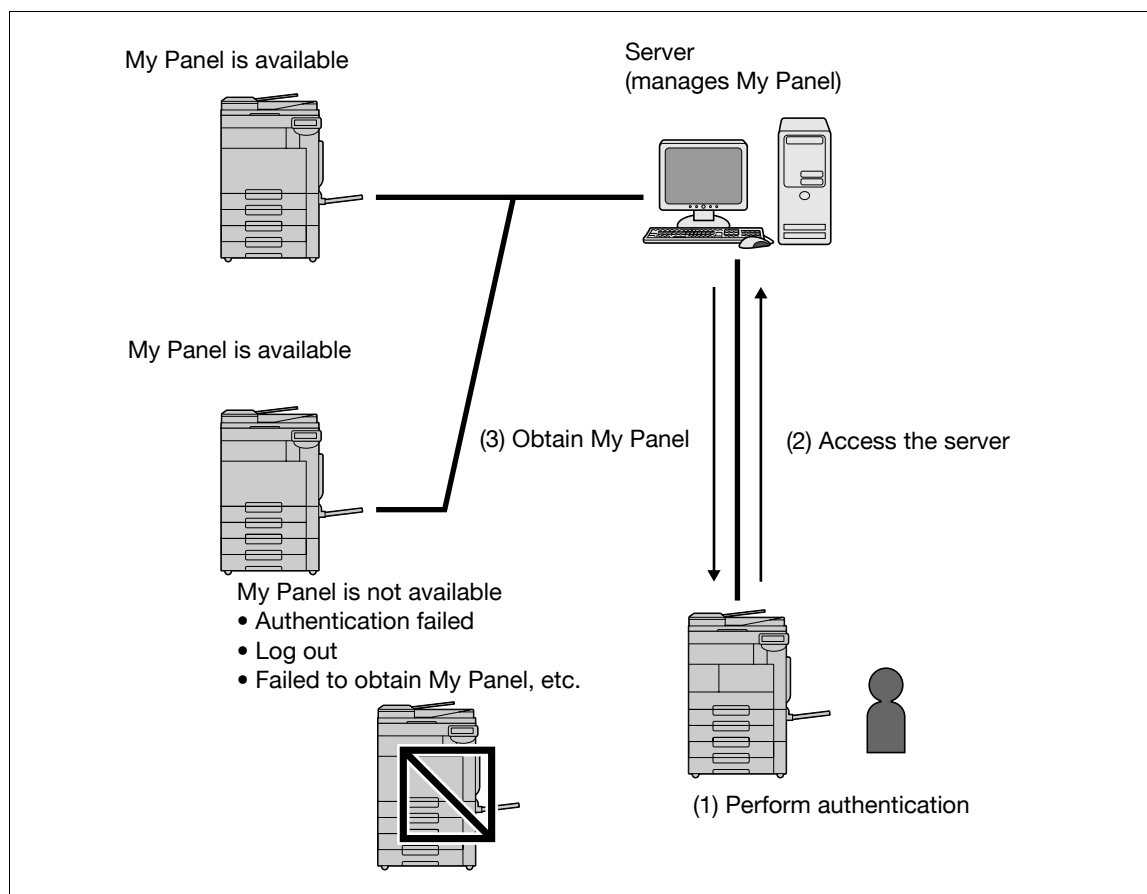 My Panel is available
Server
(manages My Panel)
My Panel is available
(3) Obtain My Panel
(2) Access the server
My Panel is not available
• Authentication failed
• Log out
• Failed to obtain My Panel, etc.
(1) Perform authentication